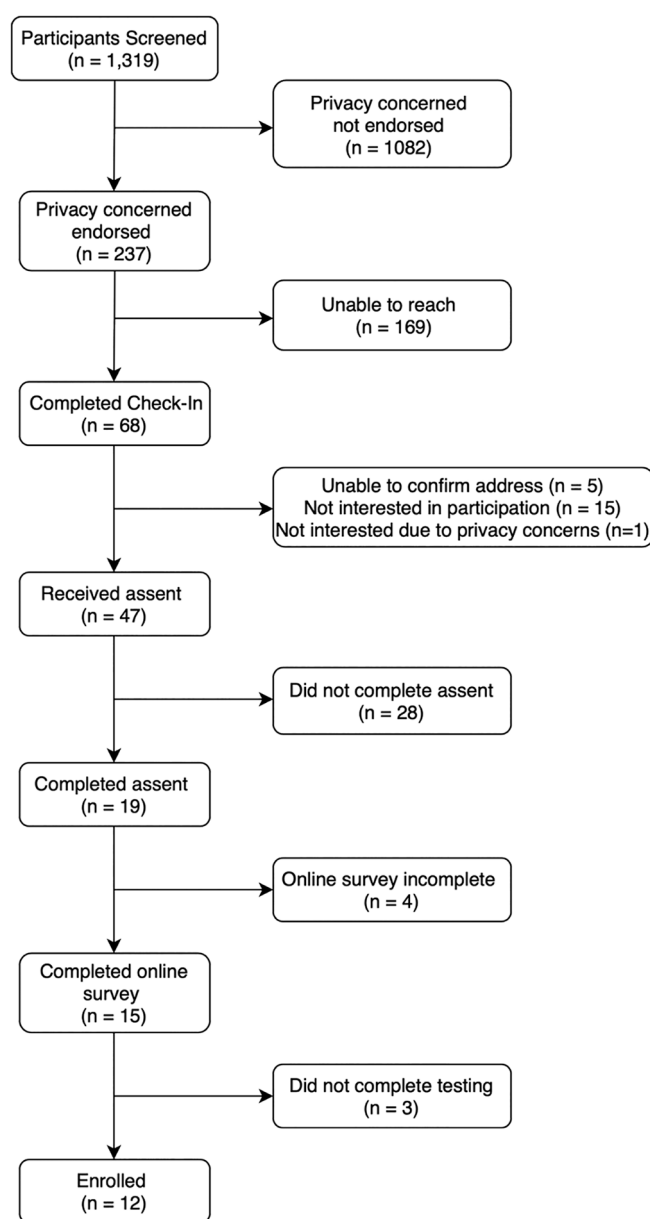 Participants Screened
(n = 1,319)
Privacy concerned
not endorsed
(n = 1082)
Privacy concerned
endorsed
(n = 237)
Unable to reach
(n = 169)
Completed Check-In
(n = 68)
Unable to confirm address (n = 5)
Not interested in participation (n = 15)
Not interested due to privacy concerns (n=1)
Received assent
(n = 47)
Did not complete assent
(n = 28)
Completed assent
(n = 19)
Online survey incomplete
(n = 4)
Completed online
survey
(n = 15)
Did not complete testing
(n = 3)
Enrolled
(n = 12)